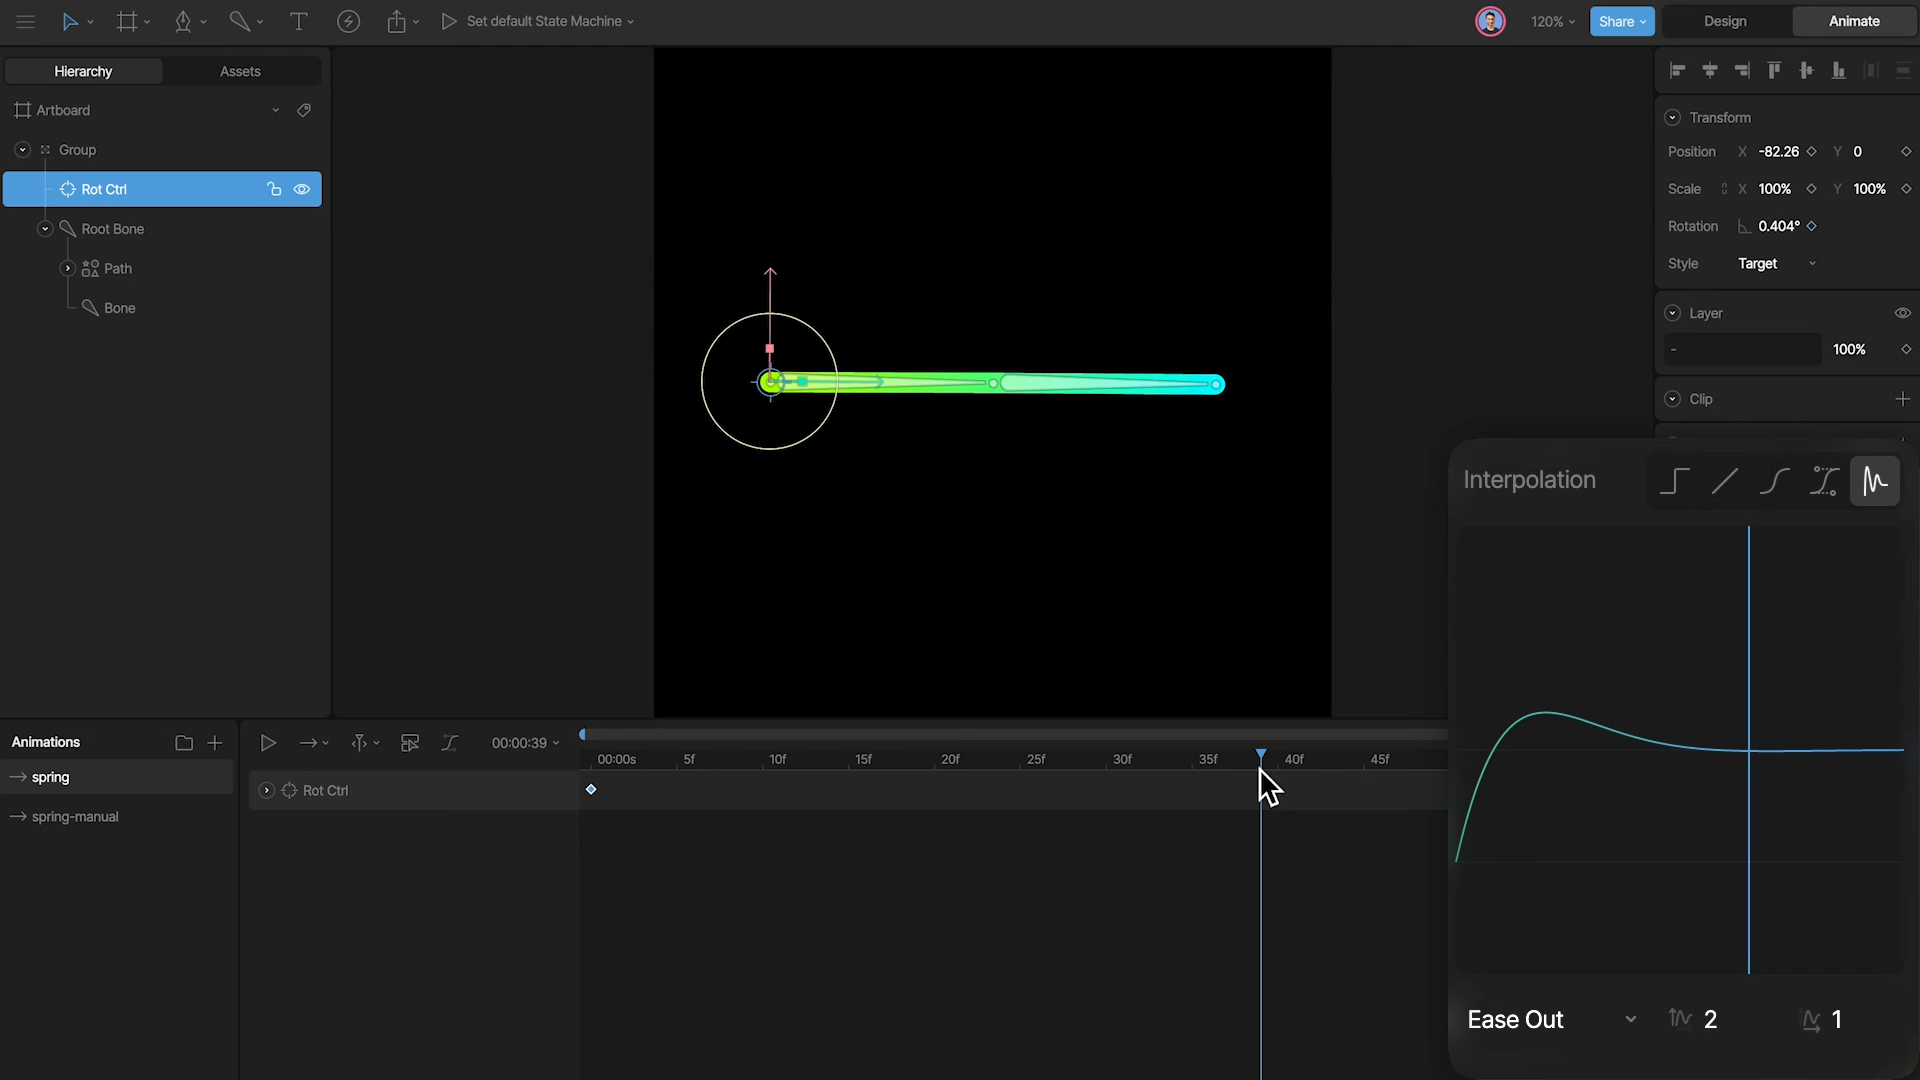 Set default State Machine
120%
Share
Design
Animate
Hierarchy
Assets
Artboard
Group
Rot Ctrl
Root Bone
Path
Bone
Transform
Position X -82.26 Y 0
Scale X 100% Y 100%
Rotation 0.404°
Style Target
Layer
- 100%
Clip
Interpolation
Ease Out 2 1
Animations
spring
spring-manual
00:00:39
00:00s 5f 10f 15f 20f 25f 30f 35f 40f 45f
Rot Ctrl